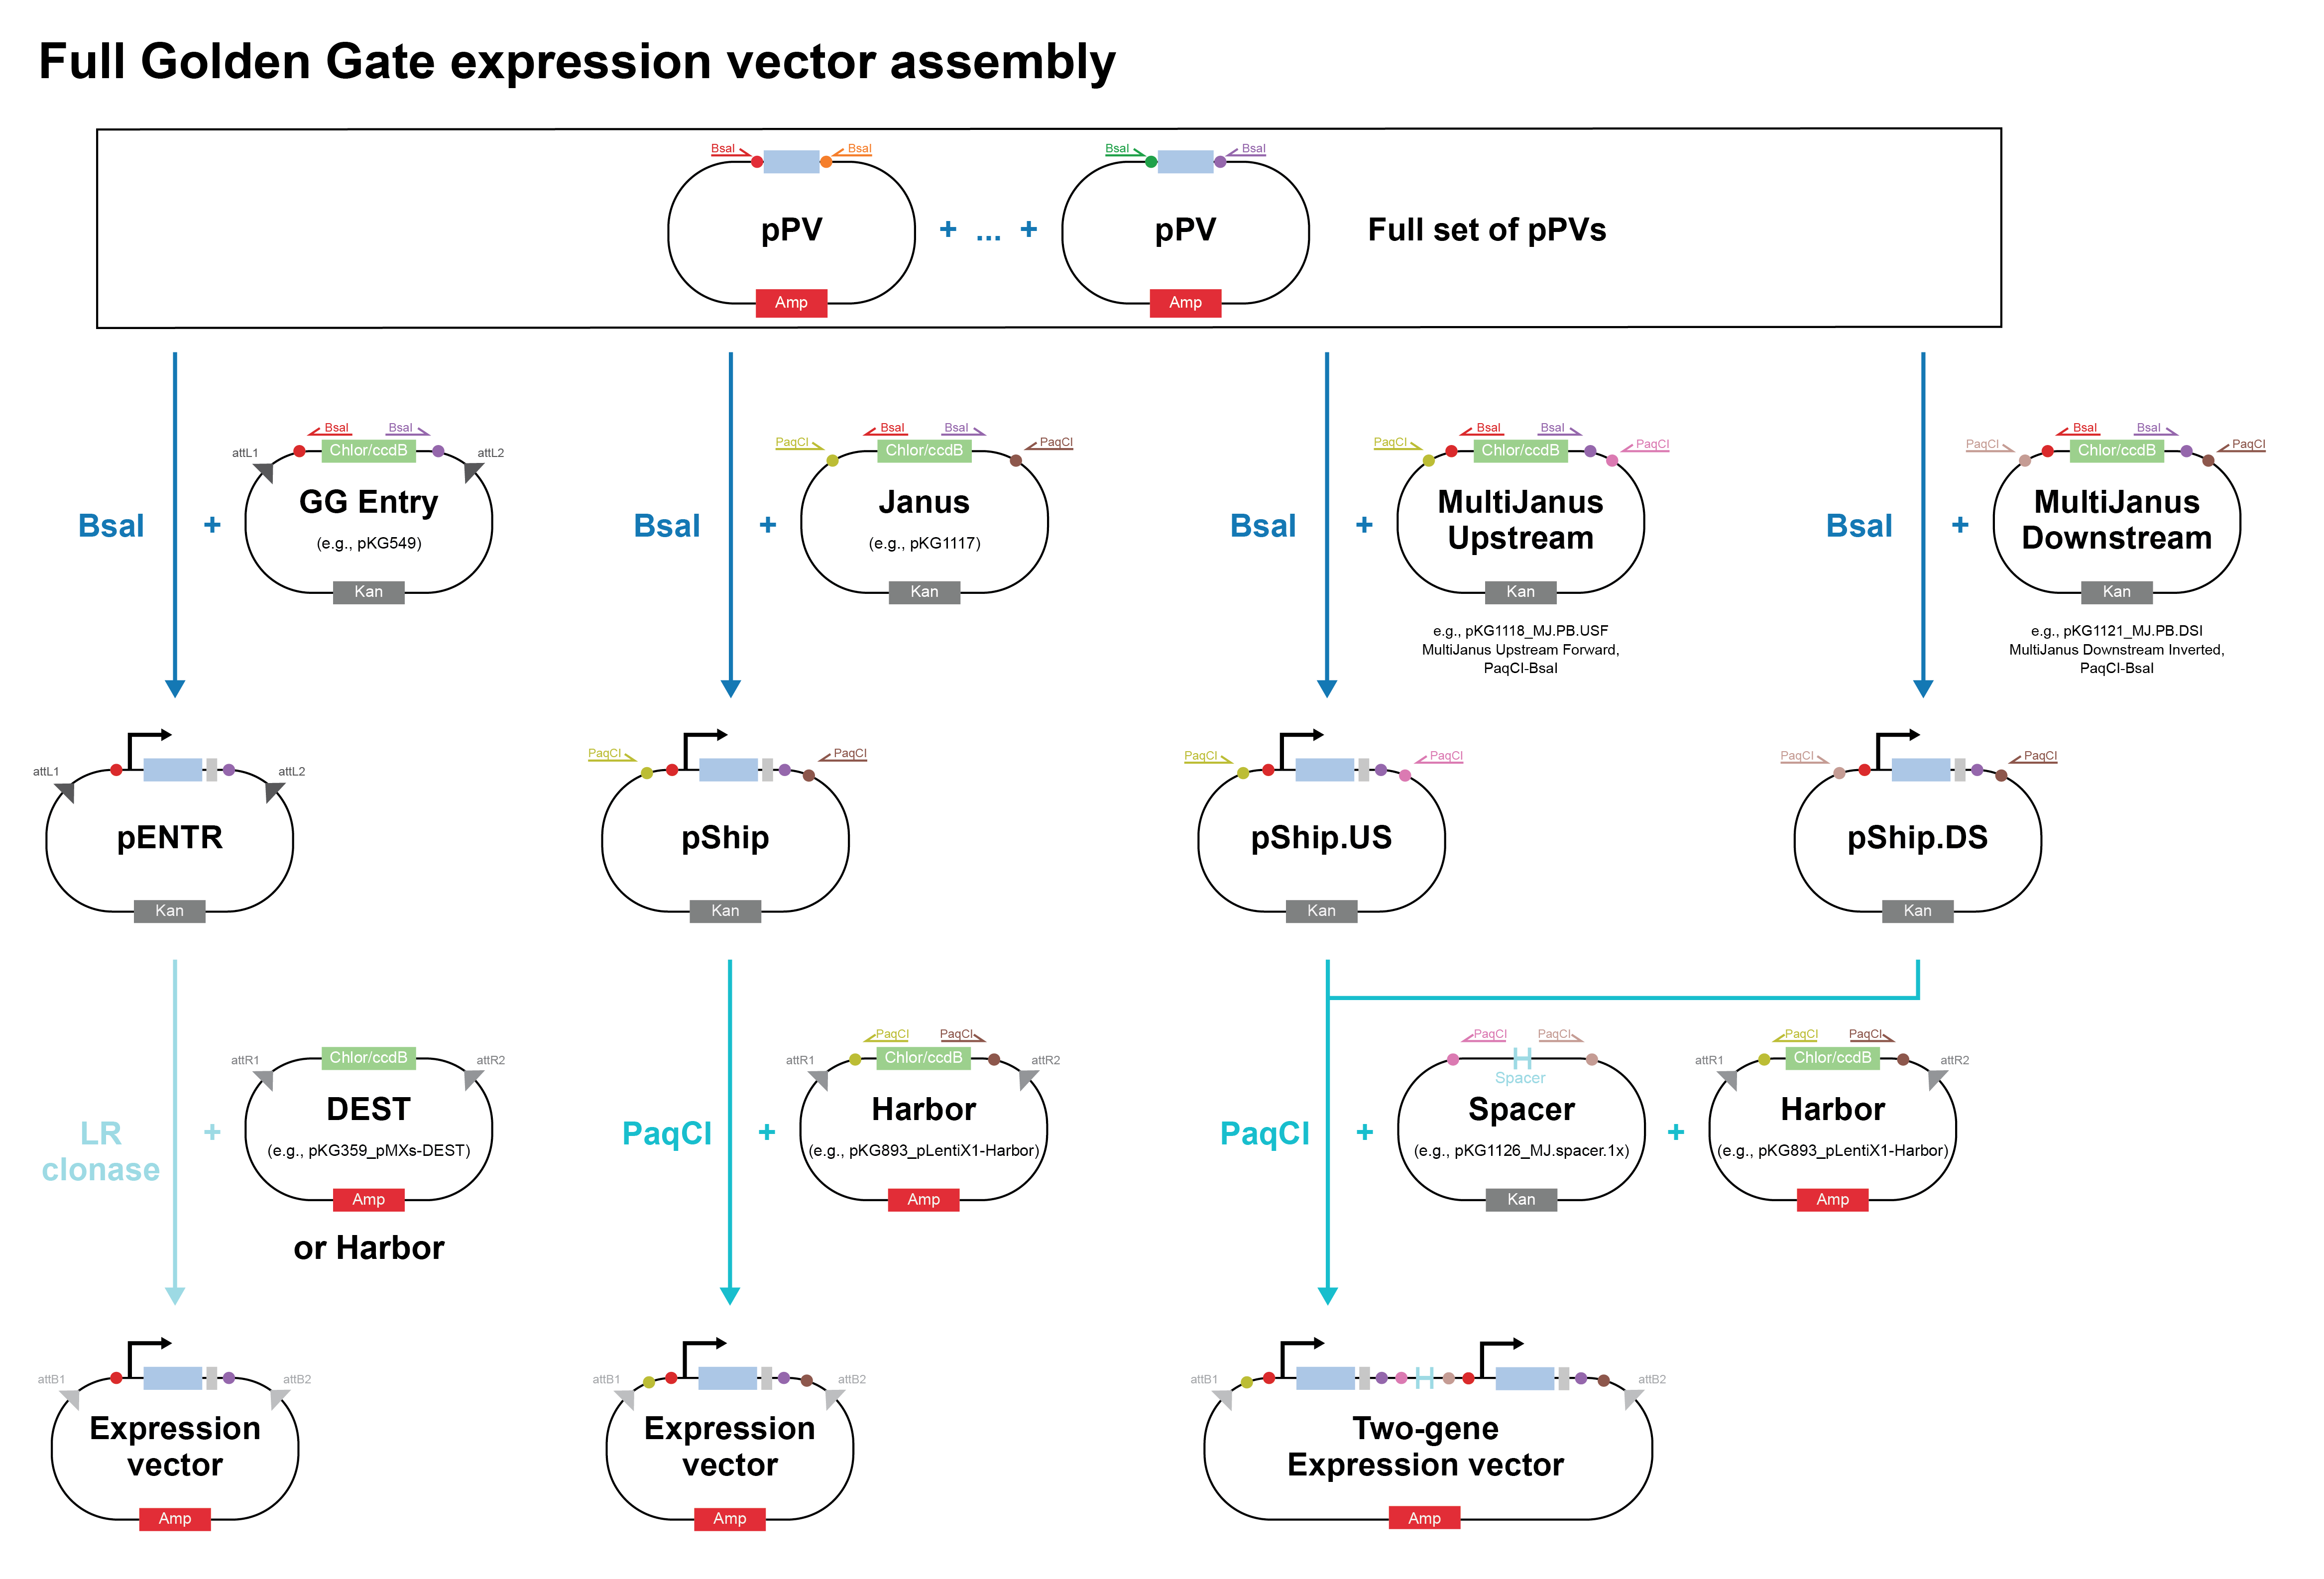 Full Golden Gate expression vector assembly
BsaI BsaI BsaI BsaI
pPV + ... + pPV Full set of pPVs
Amp Amp
BsaI BsaI
attL1 Chlor/ccdB attL2
GG Entry
(e.g., pKG549)
Kan
BsaI +
PaqCI BsaI BsaI PaqCI
Chlor/ccdB
Janus
(e.g., pKG1117)
Kan
BsaI +
PaqCI BsaI BsaI PaqCI
Chlor/ccdB
MultiJanus
Upstream
Kan
BsaI +
e.g., pKG1118_MJ.PB.USF
MultiJanus Upstream Forward,
PaqCI-BsaI
PaqCI BsaI BsaI PaqCI
Chlor/ccdB
MultiJanus
Downstream
Kan
BsaI +
e.g., pKG1121_MJ.PB.DSI
MultiJanus Downstream Inverted,
PaqCI-BsaI
attL1 attL2
pENTR
Kan
PaqCI PaqCI
pShip
Kan
PaqCI PaqCI
pShip.US
Kan
PaqCI PaqCI
pShip.DS
Kan
LR
clonase
+
attR1 Chlor/ccdB attR2
DEST
(e.g., pKG359_pMXs-DEST)
Amp
or Harbor
PaqCI +
PaqCI PaqCI
attR1 Chlor/ccdB attR2
Harbor
(e.g., pKG893_pLentiX1-Harbor)
Amp
PaqCI +
PaqCI PaqCI
Spacer
Spacer
(e.g., pKG1126_MJ.spacer.1x)
Kan
+
PaqCI PaqCI
attR1 Chlor/ccdB attR2
Harbor
(e.g., pKG893_pLentiX1-Harbor)
Amp
attB1 attB2
Expression
vector
Amp
attB1 attB2
Expression
vector
Amp
attB1 attB2
Two-gene
Expression vector
Amp